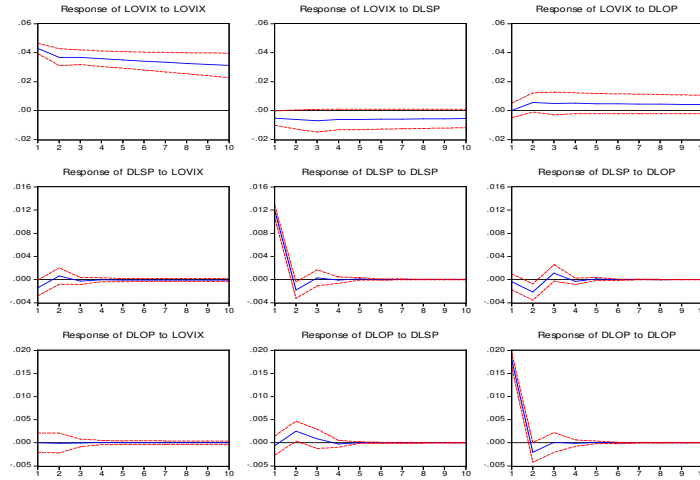 Response of LOVIX to LOVIX
Response of LOVIX to DLSP
Response of LOVIX to DLOP
.06
.04
.02
.00
-.02
1 2 3 4 5 6 7 8 9 10
.06
.04
.02
.00
-.02
1 2 3 4 5 6 7 8 9 10
.06
.04
.02
.00
-.02
1 2 3 4 5 6 7 8 9 10
Response of DLSP to LOVIX
Response of DLSP to DLSP
Response of DLSP to DLOP
.016
.012
.008
.004
.000
-.004
1 2 3 4 5 6 7 8 9 10
.016
.012
.008
.004
.000
-.004
1 2 3 4 5 6 7 8 9 10
.016
.012
.008
.004
.000
-.004
1 2 3 4 5 6 7 8 9 10
Response of DLOP to LOVIX
Response of DLOP to DLSP
Response of DLOP to DLOP
.020
.015
.010
.005
.000
-.005
1 2 3 4 5 6 7 8 9 10
.020
.015
.010
.005
.000
-.005
1 2 3 4 5 6 7 8 9 10
.020
.015
.010
.005
.000
-.005
1 2 3 4 5 6 7 8 9 10